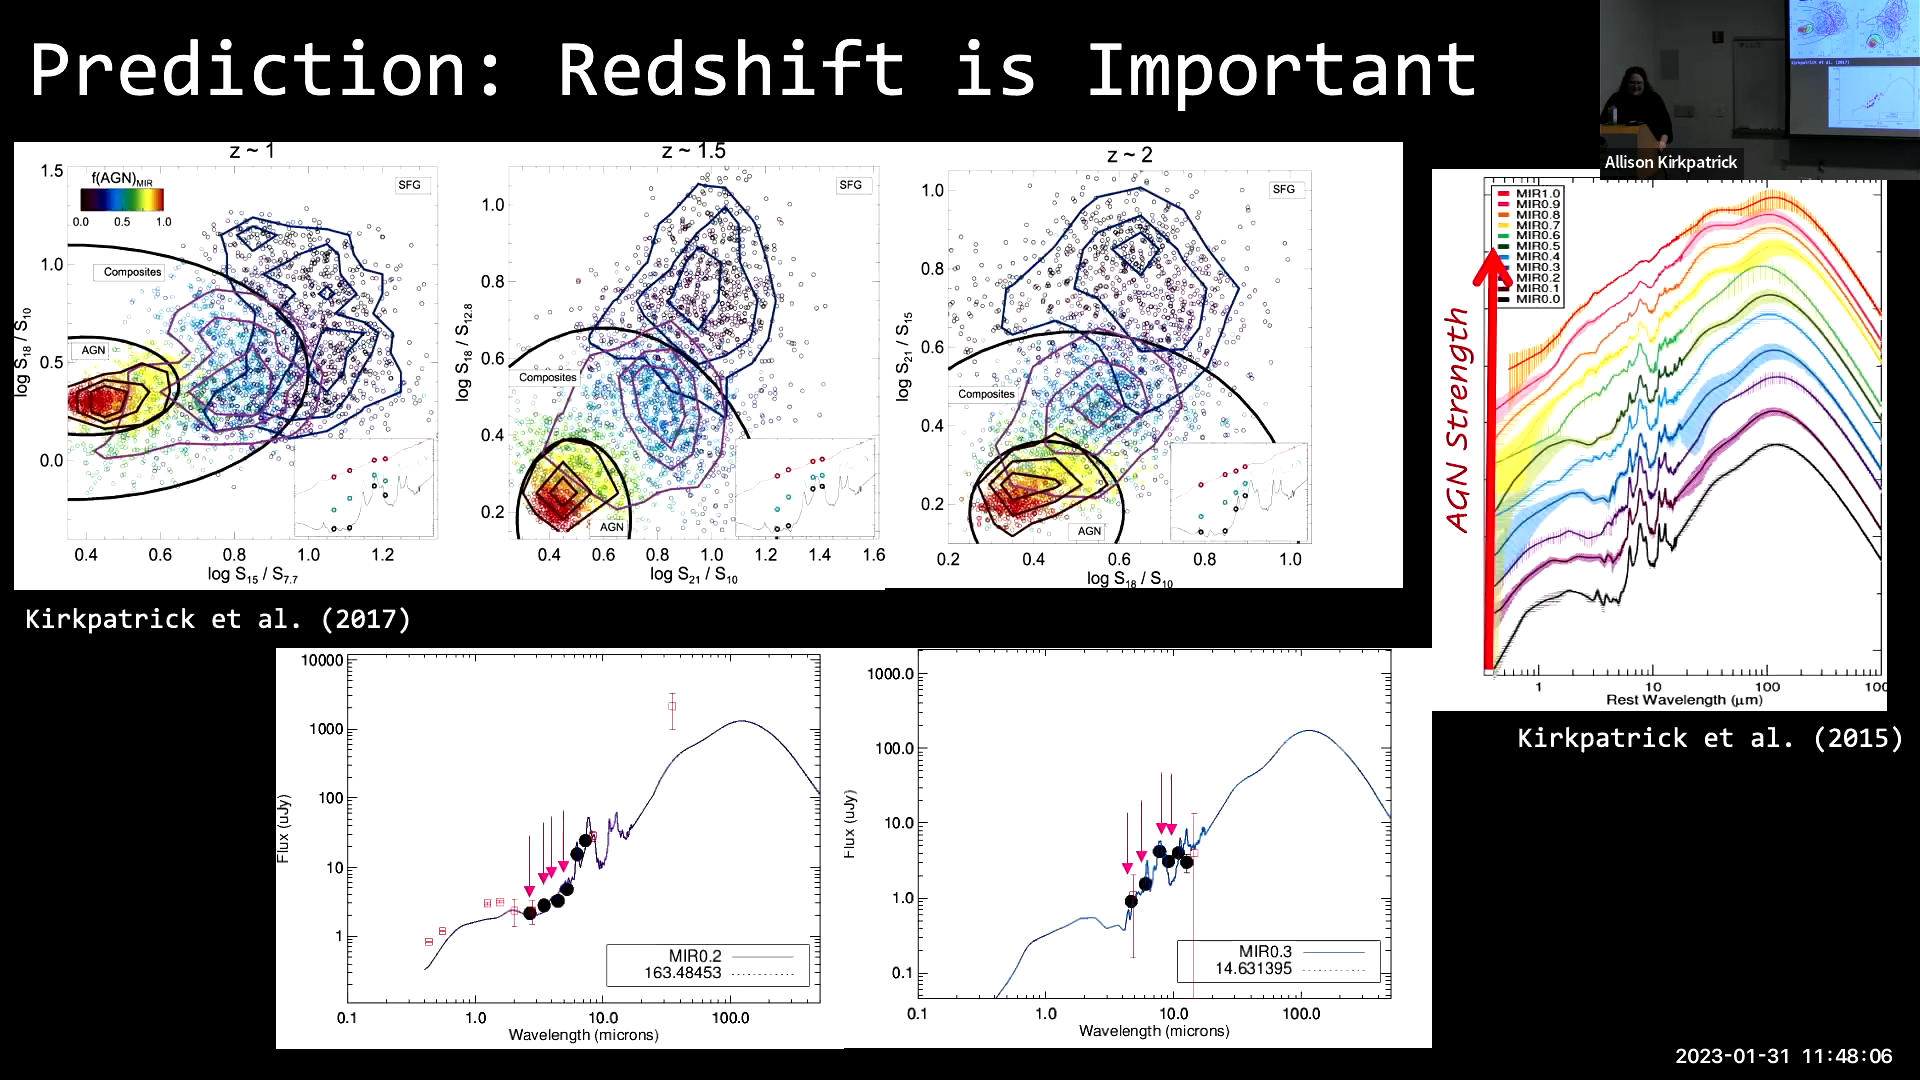 Prediction: Redshift is Important
Allison Kirkpatrick
z ~ 1
z ~ 1.5
z ~ 2
f(AGN)MIR
0.0 0.5 1.0
SFG
Composites
AGN
1.5
1.0
0.5
0.0
log S18 / S10
0.4 0.6 0.8 1.0 1.2
log S15 / S7.7
SFG
Composites
AGN
1.0
0.8
0.6
0.4
0.2
log S18 / S12.8
0.4 0.6 0.8 1.0 1.2 1.4 1.6
log S21 / S10
SFG
Composites
AGN
1.0
0.8
0.6
0.4
0.2
log S21 / S15
0.2 0.4 0.6 0.8 1.0
log S18 / S10
Kirkpatrick et al. (2017)
MIR1.0
MIR0.9
MIR0.8
MIR0.7
MIR0.6
MIR0.5
MIR0.4
MIR0.3
MIR0.2
MIR0.1
MIR0.0
AGN Strength
1 10 100 100
Rest Wavelength (μm)
Kirkpatrick et al. (2015)
10000
1000
100
10
1
Flux (uJy)
MIR0.2
163.48453
0.1 1.0 10.0 100.0
Wavelength (microns)
1000.0
100.0
10.0
1.0
0.1
Flux (uJy)
MIR0.3
14.631395
0.1 1.0 10.0 100.0
Wavelength (microns)
2023-01-31 11:48:06